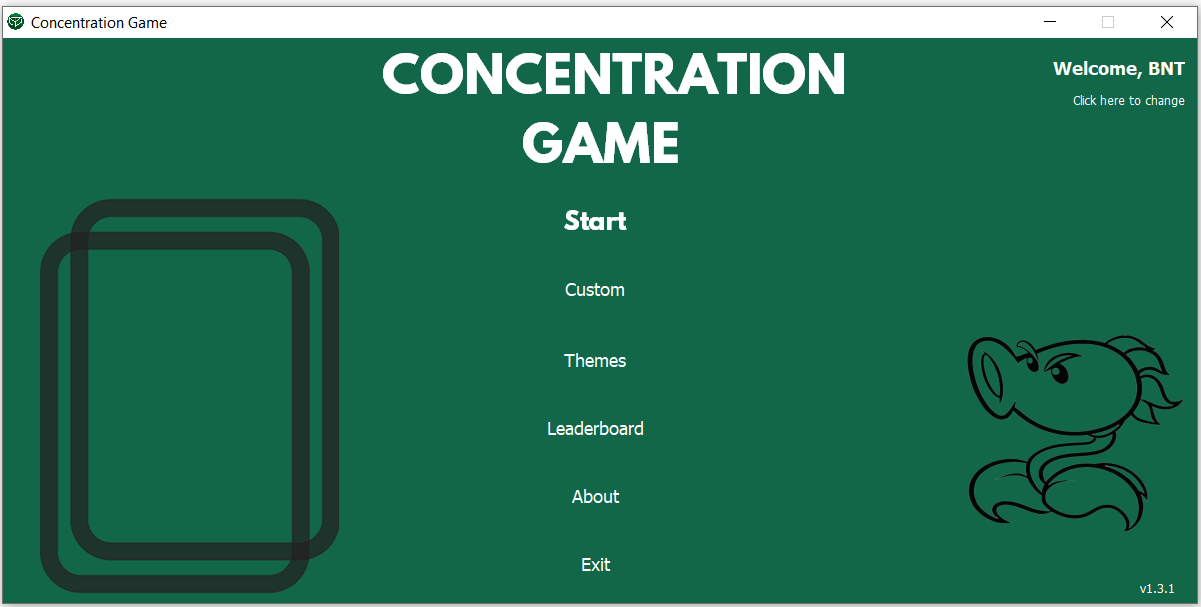 Concentration Game
CONCENTRATION
GAME
Welcome, BNT
Click here to change
Start
Custom
Themes
Leaderboard
About
Exit
v1.3.1